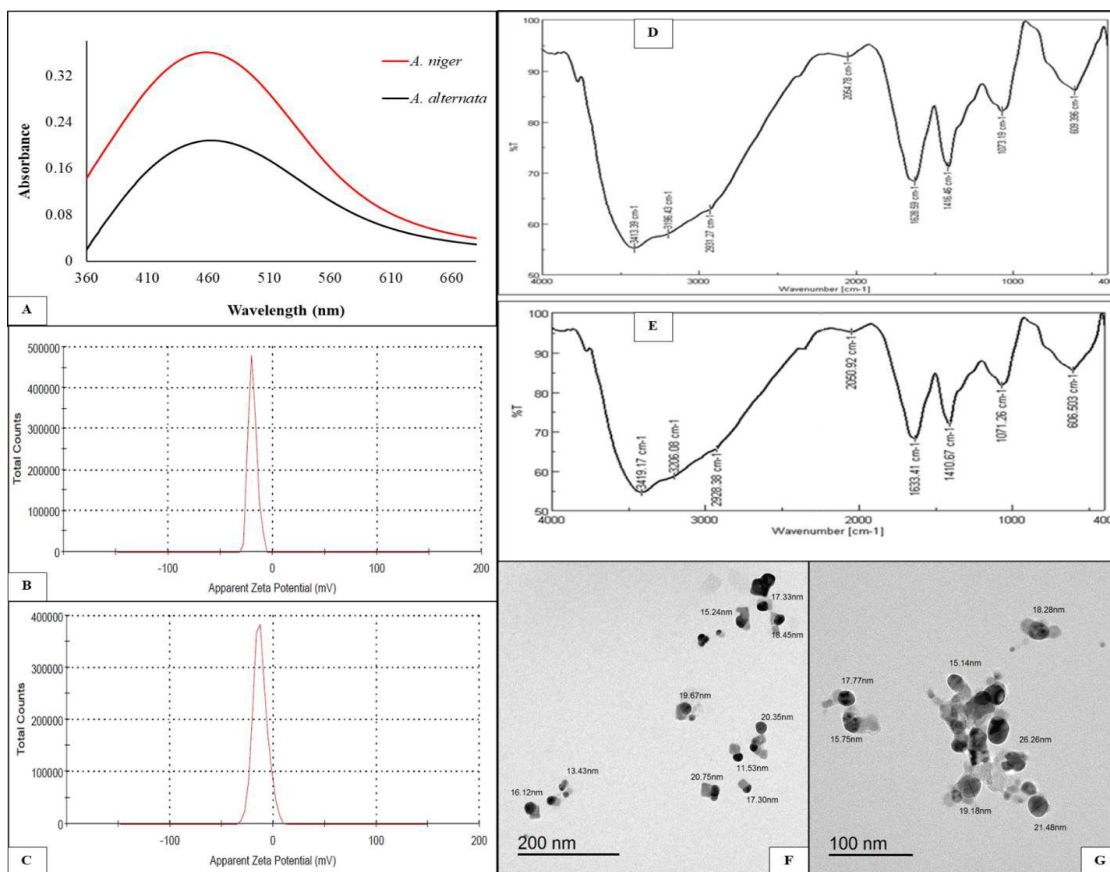 0.32
0.24
0.16
0.08
0
Absorbance
A. niger
A. alternata
360 410 460 510 560 610 660
Wavelength (nm)
A
500000
400000
300000
200000
100000
0
Total Counts
-100 0 100 200
Apparent Zeta Potential (mV)
B
400000
300000
200000
100000
0
Total Counts
-100 0 100 200
Apparent Zeta Potential (mV)
C
D
100
90
80
70
60
50
%T
3413.39 cm-1
3196.43 cm-1
2931.27 cm-1
2054.78 cm-1
1628.59 cm-1
1416.46 cm-1
1073.19 cm-1
609.396 cm-1
4000 3000 2000 1000 400
Wavenumber [cm-1]
E
100
90
80
70
60
50
%T
3419.17 cm-1
3206.08 cm-1
2928.38 cm-1
2050.92 cm-1
1633.41 cm-1
1410.67 cm-1
1071.26 cm-1
606.503 cm-1
4000 3000 2000 1000 400
Wavenumber [cm-1]
17.33nm
15.24nm
18.45nm
19.67nm
20.35nm
11.53nm
13.43nm
20.75nm
16.12nm
17.30nm
200 nm
F
18.28nm
15.14nm
17.77nm
15.75nm
26.26nm
19.18nm
21.48nm
100 nm
G